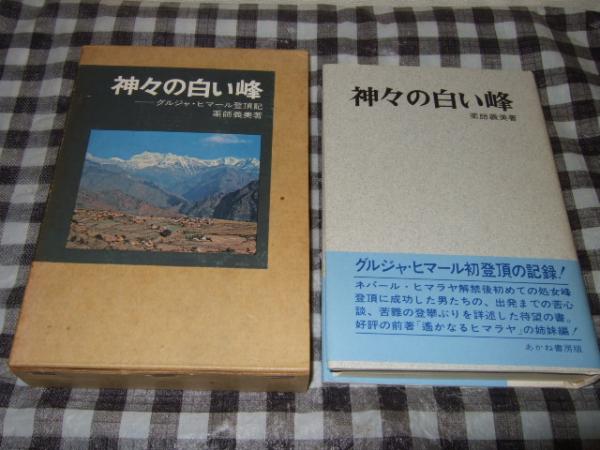 神々の白い峰
──グルジャ・ヒマール登頂記
薬師義美著
神々の白い峰
薬師義美著
グルジャ・ヒマール初登頂の記録!
ネパール・ヒマラヤ解禁後初めての処女峰
登頂に成功した男たちの、出発までの苦心
談、苦難の登攀ぶりを詳述した待望の書。
好評の前著「遙かなるヒマラヤ」の姉妹編!
あかね書房版